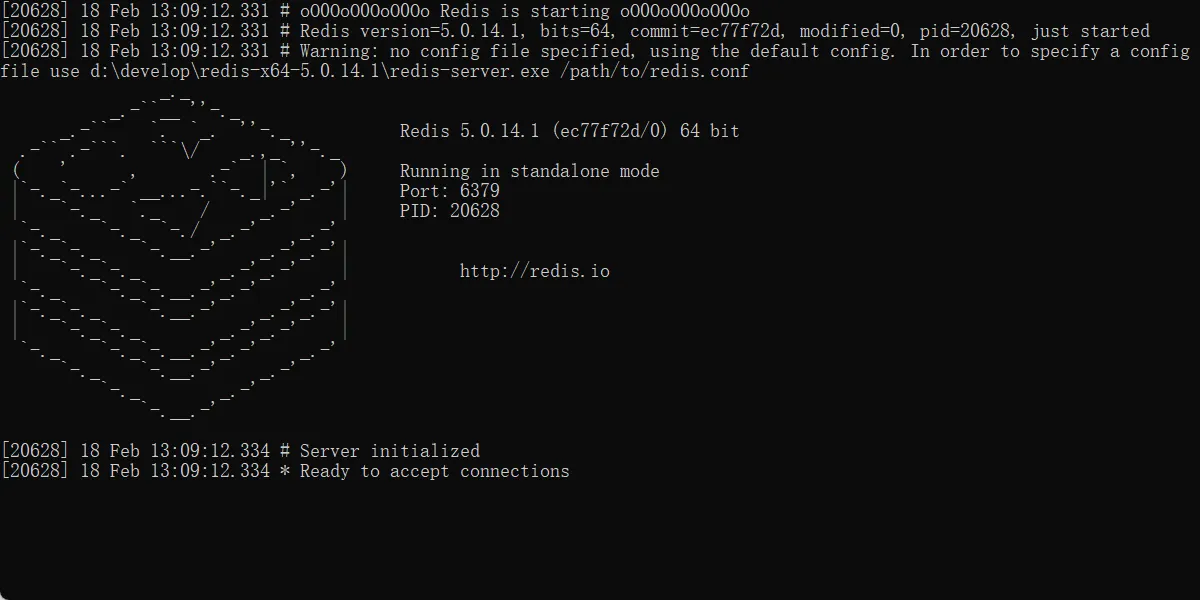 [20628] 18 Feb 13:09:12.331 # oO0OoO0OoO0Oo Redis is starting oO0OoO0OoO0Oo
[20628] 18 Feb 13:09:12.331 # Redis version=5.0.14.1, bits=64, commit=ec77f72d, modified=0, pid=20628, just started
[20628] 18 Feb 13:09:12.331 # Warning: no config file specified, using the default config. In order to specify a config
file use d:\develop\redis-x64-5.0.14.1\redis-server.exe /path/to/redis.conf
Redis 5.0.14.1 (ec77f72d/0) 64 bit
Running in standalone mode
Port: 6379
PID: 20628
http://redis.io
[20628] 18 Feb 13:09:12.334 # Server initialized
[20628] 18 Feb 13:09:12.334 * Ready to accept connections